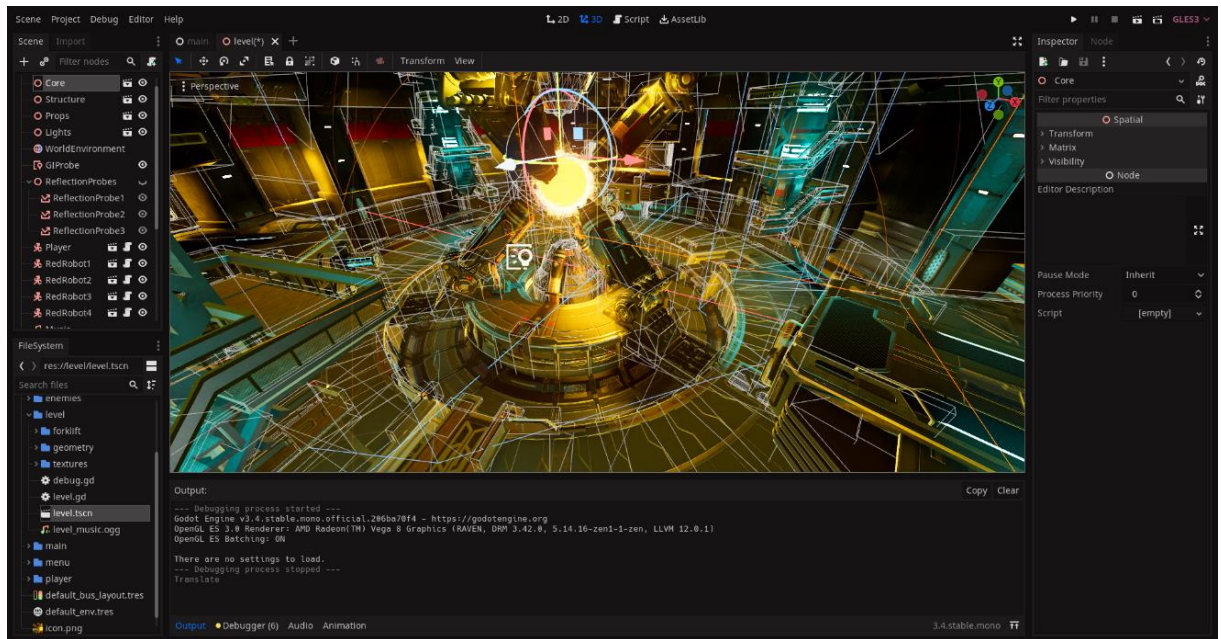 Scene Project Debug Editor Help
2D 3D Script AssetLib
GLES3
Scene Import
Filter nodes
Core
Structure
Props
Lights
WorldEnvironment
GIProbe
ReflectionProbes
ReflectionProbe1
ReflectionProbe2
ReflectionProbe3
Player
RedRobot1
RedRobot2
RedRobot3
RedRobot4
Music
FileSystem
res://level/level.tscn
Search files
enemies
level
forklift
geometry
textures
debug.gd
level.gd
level.tscn
level_music.ogg
main
menu
player
default_bus_layout.tres
default_env.tres
icon.png
main level(*)
Transform View
Perspective
Y
X
Z
Output:
Copy Clear
--- Debugging process started ---
Godot Engine v3.4.stable.mono.official.206ba70f4 - https://godotengine.org
OpenGL ES 3.0 Renderer: AMD Radeon(TM) Vega 8 Graphics (RAVEN, DRM 3.42.0, 5.14.16-zen1-1-zen, LLVM 12.0.1)
OpenGL ES Batching: ON
There are no settings to load.
--- Debugging process stopped ---
Translate
Output Debugger (6) Audio Animation
3.4.stable.mono
Inspector Node
Core
Filter properties
Spatial
Transform
Matrix
Visibility
Node
Editor Description
Pause Mode Inherit
Process Priority 0
Script [empty]